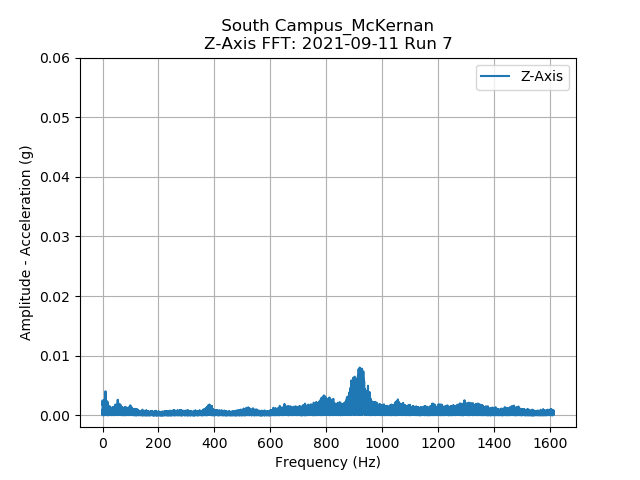 South Campus_McKernan
Z-Axis FFT: 2021-09-11 Run 7
Z-Axis
0.06
0.05
0.04
0.03
0.02
0.01
0.00
Amplitude - Acceleration (g)
0 200 400 600 800 1000 1200 1400 1600
Frequency (Hz)